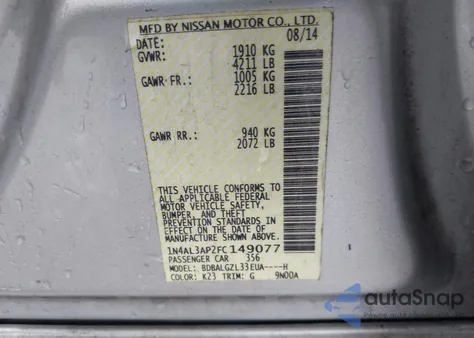 MFD BY NISSAN MOTOR CO., LTD.
DATE: 08/14
GVWR: 1910 KG
4211 LB
GAWR FR.: 1005 KG
2216 LB
GAWR RR.: 940 KG
2072 LB
THIS VEHICLE CONFORMS TO
ALL APPLICABLE FEDERAL
MOTOR VEHICLE SAFETY,
BUMPER, AND THEFT
PREVENTION STANDARDS IN
EFFECT ON THE DATE OF
MANUFACTURE SHOWN ABOVE.
1N4AL3AP2FC149077
PASSENGER CAR 356
MODEL: BDBALGZL33EUA----H
COLOR: K23 TRIM: G 9N00A
autoSnap